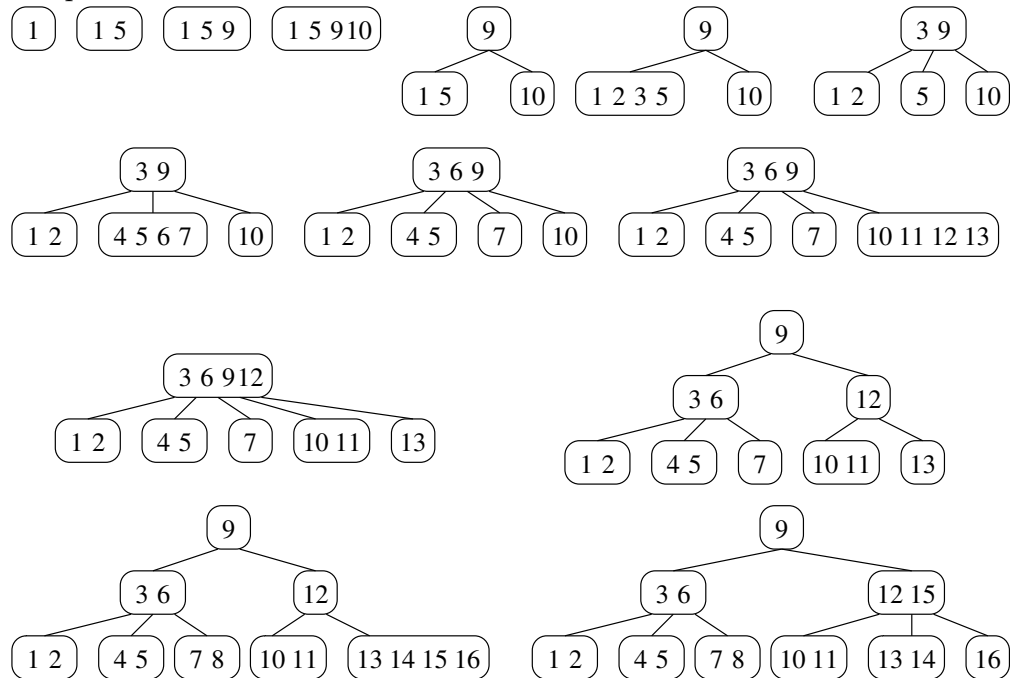 1 1 5 1 5 9 1 5 9 10 9 9 3 9
1 5 10 1 2 3 5 10 1 2 5 10
3 9 3 6 9 3 6 9
1 2 4 5 6 7 10 1 2 4 5 7 10 1 2 4 5 7 10 11 12 13
9
3 6 9 12 3 6 12
1 2 4 5 7 10 11 13 1 2 4 5 7 10 11 13
9 9
3 6 12 3 6 12 15
1 2 4 5 7 8 10 11 13 14 15 16 1 2 4 5 7 8 10 11 13 14 16